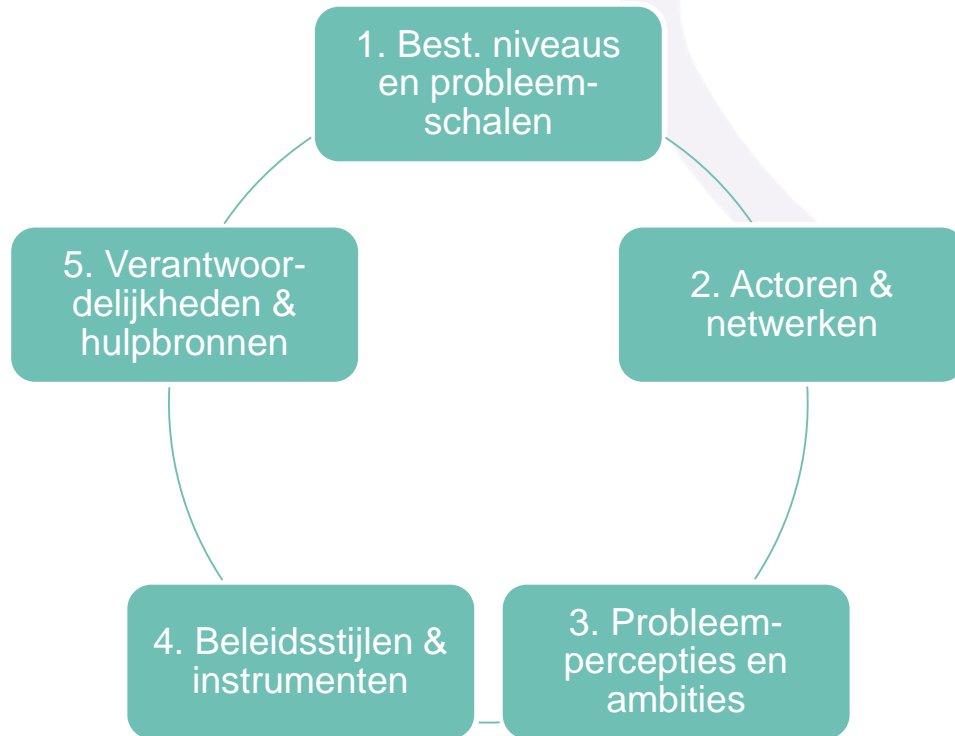 1. Best. niveaus
en probleem-
schalen
2. Actoren &
netwerken
3. Probleem-
percepties en
ambities
4. Beleidsstijlen &
instrumenten
5. Verantwoor-
delijkheden &
hulpbronnen